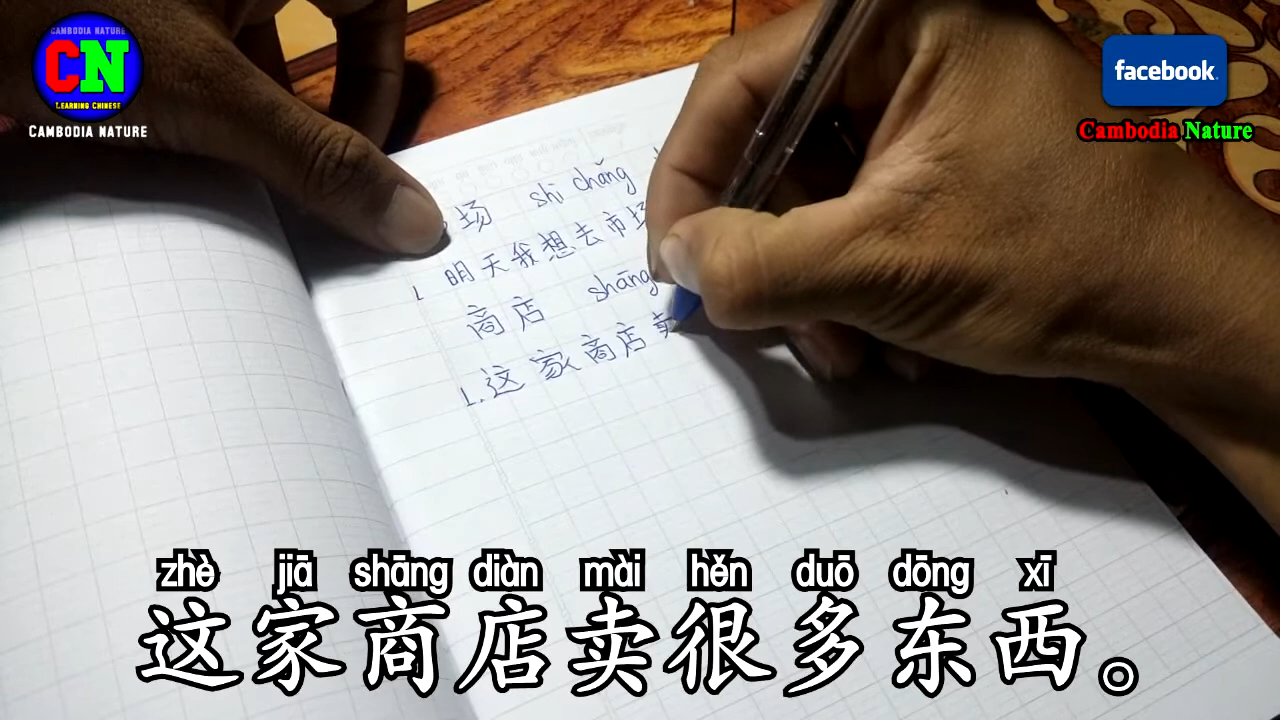 CAMBODIA NATURE
CN
LEARNING CHINESE
CAMBODIA NATURE
facebook
Cambodia Nature
场 shì chǎng
1. 明天我想去市场
商店 shāng
1. 这家商店卖
zhè jiā shāng diàn mài hěn duō dōng xī
这家商店卖很多东西。